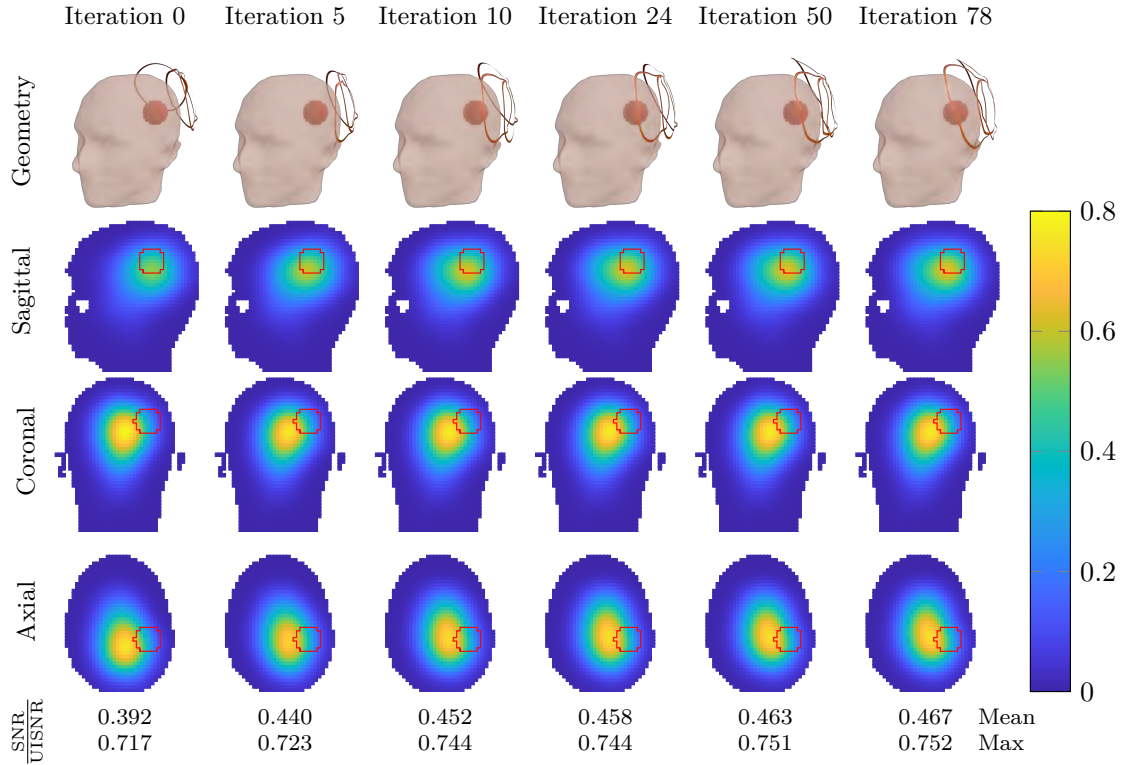 Iteration 0 Iteration 5 Iteration 10 Iteration 24 Iteration 50 Iteration 78
Geometry
Sagittal
Coronal
Axial
0.8
0.6
0.4
0.2
0
SNR
UISNR
0.392 0.440 0.452 0.458 0.463 0.467 Mean
0.717 0.723 0.744 0.744 0.751 0.752 Max